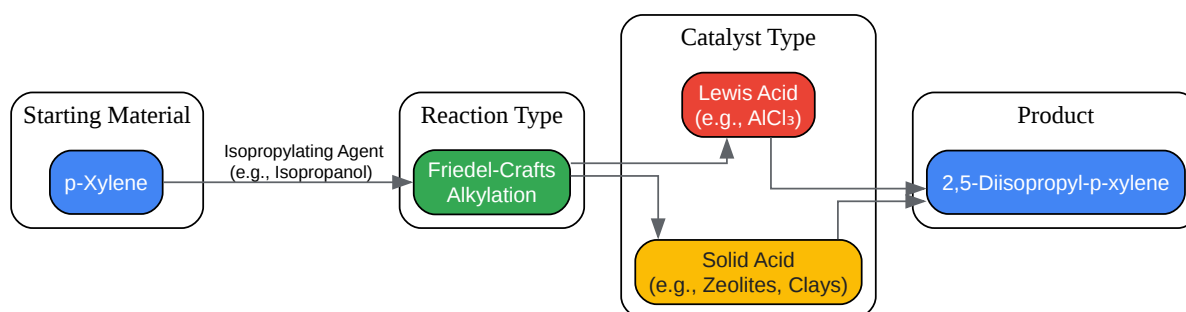 Starting Material
p-Xylene
Isopropylating Agent
(e.g., Isopropanol)
Reaction Type
Friedel-Crafts
Alkylation
Catalyst Type
Lewis Acid
(e.g., AlCl₃)
Solid Acid
(e.g., Zeolites, Clays)
Product
2,5-Diisopropyl-p-xylene